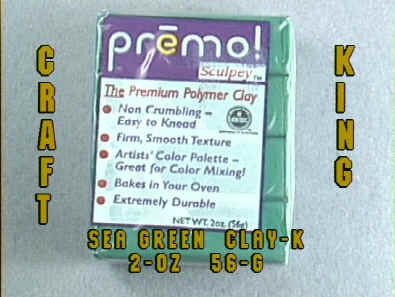 CRAFT
KING
prēmo!
Sculpey™
The Premium Polymer Clay
Non Crumbling –
Easy to Knead
Firm, Smooth Texture
Artists' Color Palette –
Great for Color Mixing!
Bakes in Your Oven
Extremely Durable
NET WT. 2oz. (56g)
SEA GREEN CLAY-K
2-OZ 56-G